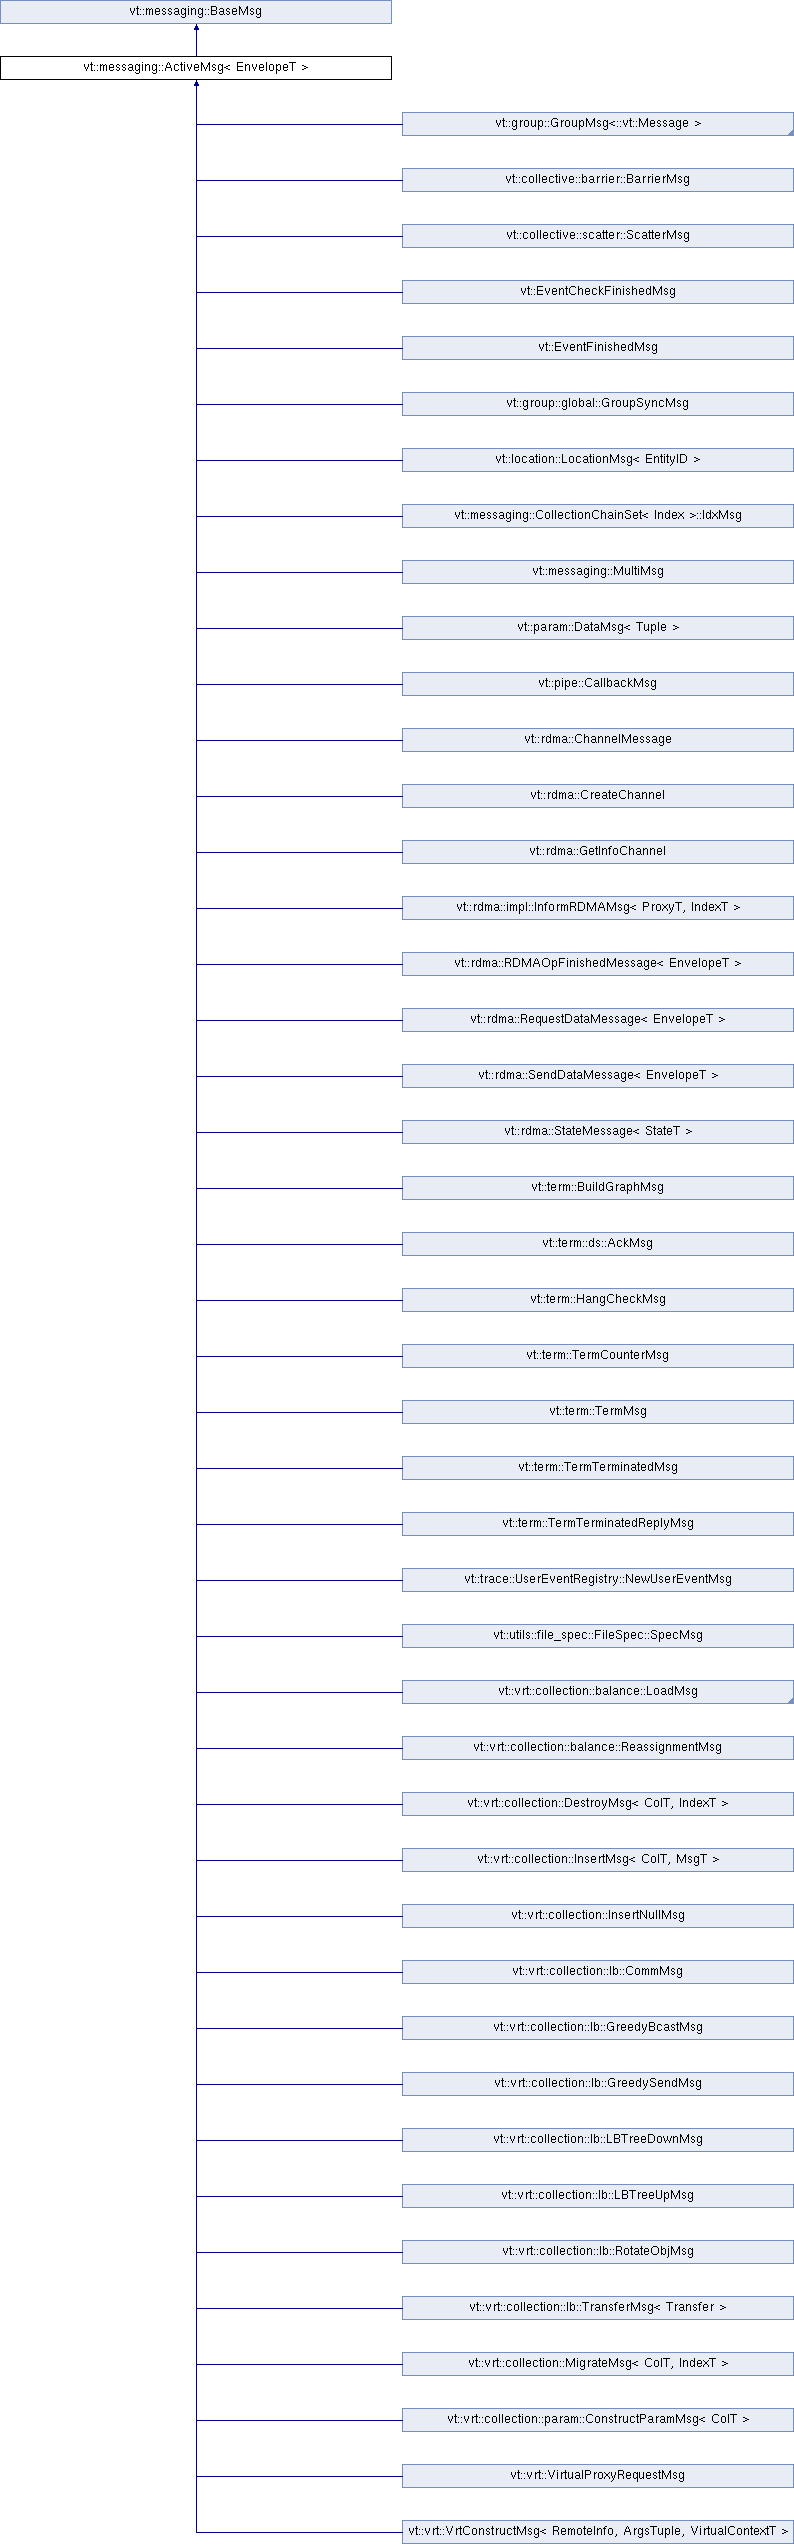 vt::messaging::BaseMsg
vt::messaging::ActiveMsg< EnvelopeT >
vt::group::GroupMsg<::vt::Message >
vt::collective::barrier::BarrierMsg
vt::collective::scatter::ScatterMsg
vt::EventCheckFinishedMsg
vt::EventFinishedMsg
vt::group::global::GroupSyncMsg
vt::location::LocationMsg< EntityID >
vt::messaging::CollectionChainSet< Index >::IdxMsg
vt::messaging::MultiMsg
vt::param::DataMsg< Tuple >
vt::pipe::CallbackMsg
vt::rdma::ChannelMessage
vt::rdma::CreateChannel
vt::rdma::GetInfoChannel
vt::rdma::impl::InformRDMAMsg< ProxyT, IndexT >
vt::rdma::RDMAOpFinishedMessage< EnvelopeT >
vt::rdma::RequestDataMessage< EnvelopeT >
vt::rdma::SendDataMessage< EnvelopeT >
vt::rdma::StateMessage< StateT >
vt::term::BuildGraphMsg
vt::term::ds::AckMsg
vt::term::HangCheckMsg
vt::term::TermCounterMsg
vt::term::TermMsg
vt::term::TermTerminatedMsg
vt::term::TermTerminatedReplyMsg
vt::trace::UserEventRegistry::NewUserEventMsg
vt::utils::file_spec::FileSpec::SpecMsg
vt::vrt::collection::balance::LoadMsg
vt::vrt::collection::balance::ReassignmentMsg
vt::vrt::collection::DestroyMsg< ColT, IndexT >
vt::vrt::collection::InsertMsg< ColT, MsgT >
vt::vrt::collection::InsertNullMsg
vt::vrt::collection::lb::CommMsg
vt::vrt::collection::lb::GreedyBcastMsg
vt::vrt::collection::lb::GreedySendMsg
vt::vrt::collection::lb::LBTreeDownMsg
vt::vrt::collection::lb::LBTreeUpMsg
vt::vrt::collection::lb::RotateObjMsg
vt::vrt::collection::lb::TransferMsg< Transfer >
vt::vrt::collection::MigrateMsg< ColT, IndexT >
vt::vrt::collection::param::ConstructParamMsg< ColT >
vt::vrt::VirtualProxyRequestMsg
vt::vrt::VrtConstructMsg< RemoteInfo, ArgsTuple, VirtualContextT >